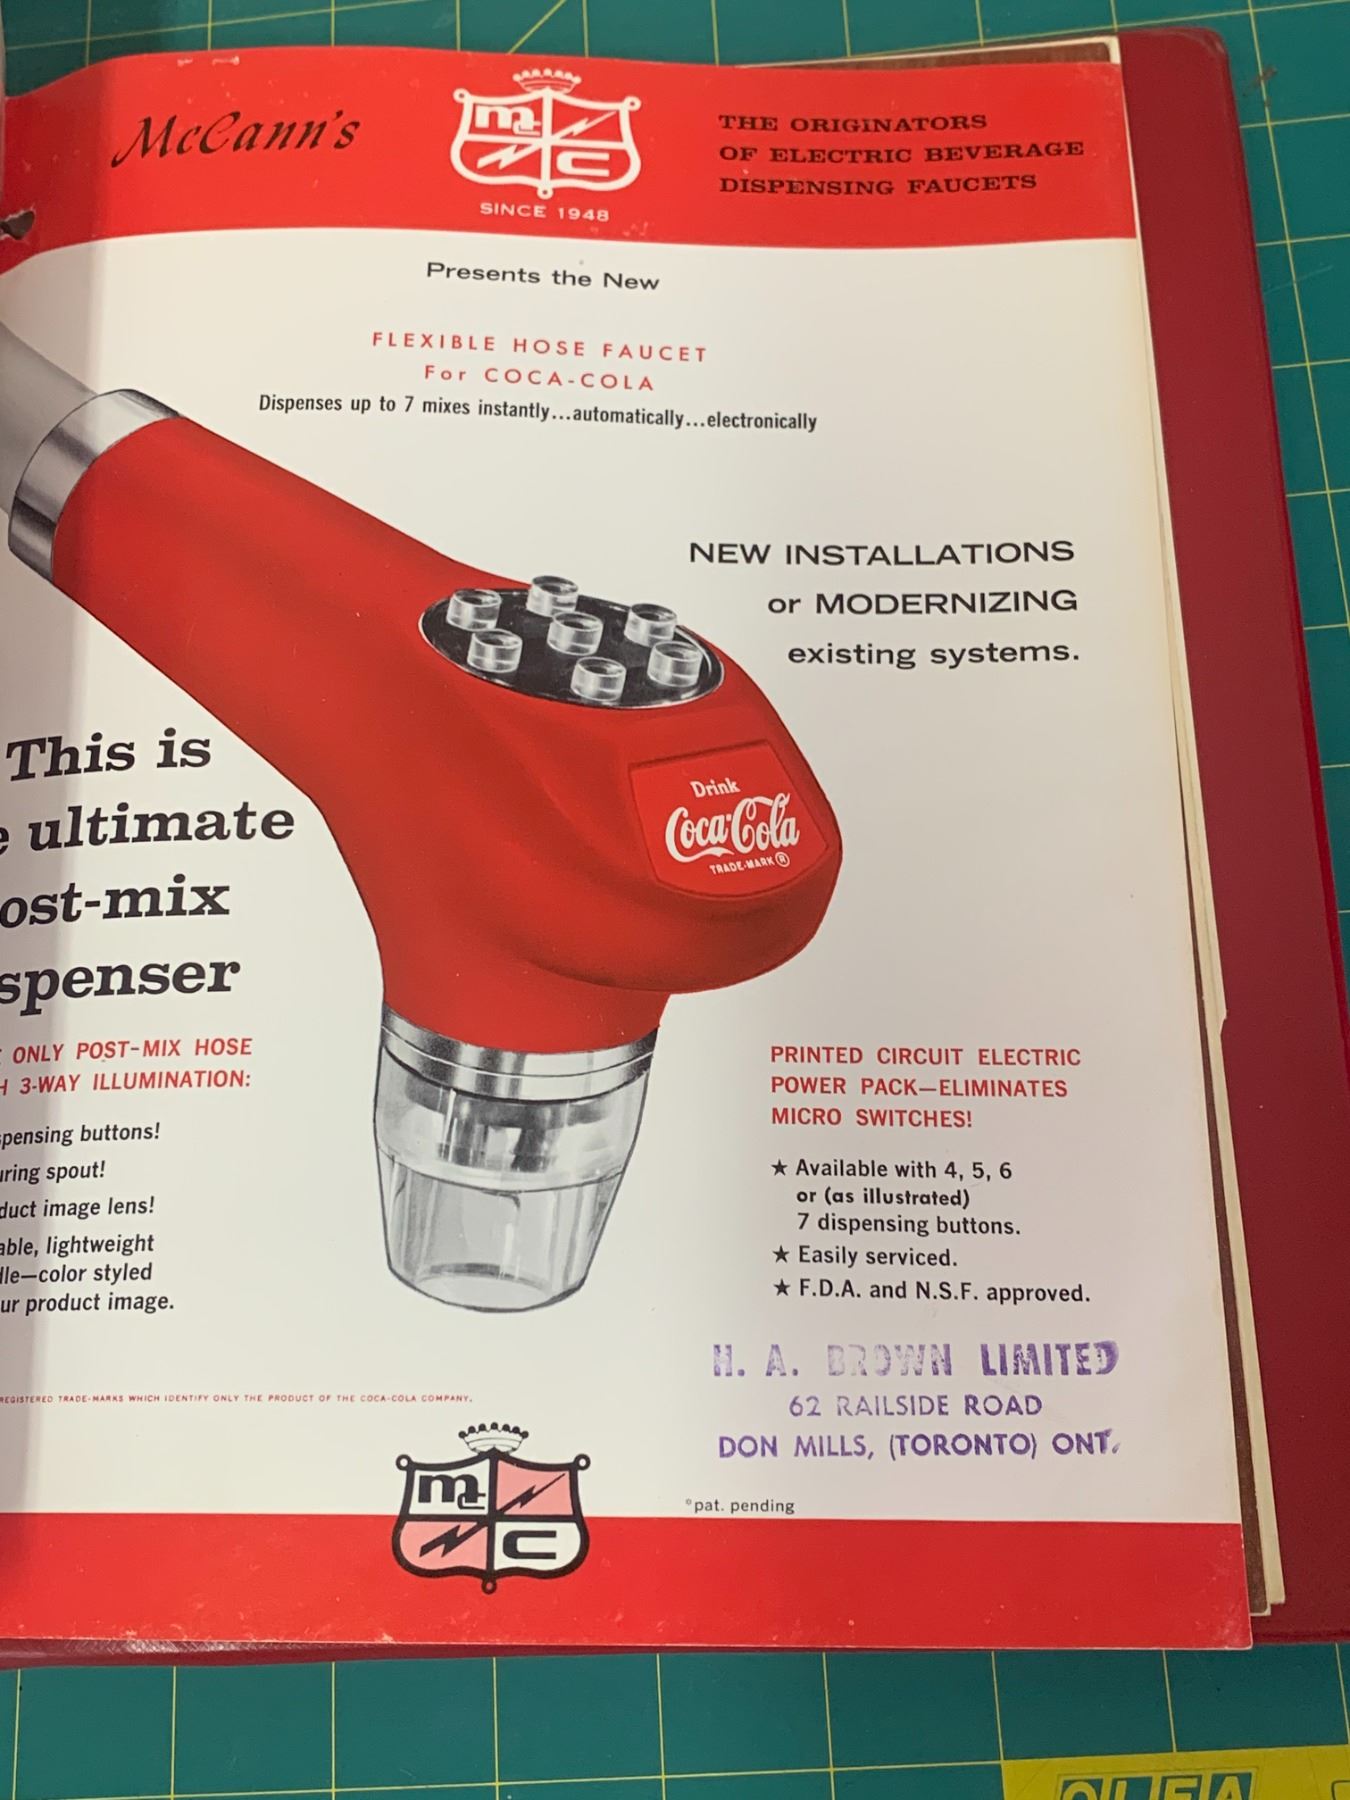 McCann's
mc
C
SINCE 1948
THE ORIGINATORS
OF ELECTRIC BEVERAGE
DISPENSING FAUCETS
Presents the New
FLEXIBLE HOSE FAUCET
For COCA-COLA
Dispenses up to 7 mixes instantly...automatically...electronically
NEW INSTALLATIONS
or MODERNIZING
existing systems.
This is
ultimate
ost-mix
spenser
Drink
Coca-Cola
TRADE-MARK ®
ONLY POST-MIX HOSE
3-WAY ILLUMINATION:
pensing buttons!
uring spout!
duct image lens!
able, lightweight
dle—color styled
ur product image.
PRINTED CIRCUIT ELECTRIC
POWER PACK—ELIMINATES
MICRO SWITCHES!
★ Available with 4, 5, 6
or (as illustrated)
7 dispensing buttons.
★ Easily serviced.
★ F.D.A. and N.S.F. approved.
H. A. BROWN LIMITED
62 RAILSIDE ROAD
DON MILLS, (TORONTO) ONT.
REGISTERED TRADE-MARKS WHICH IDENTIFY ONLY THE PRODUCT OF THE COCA-COLA COMPANY.
°pat. pending
mc
C
OLFA